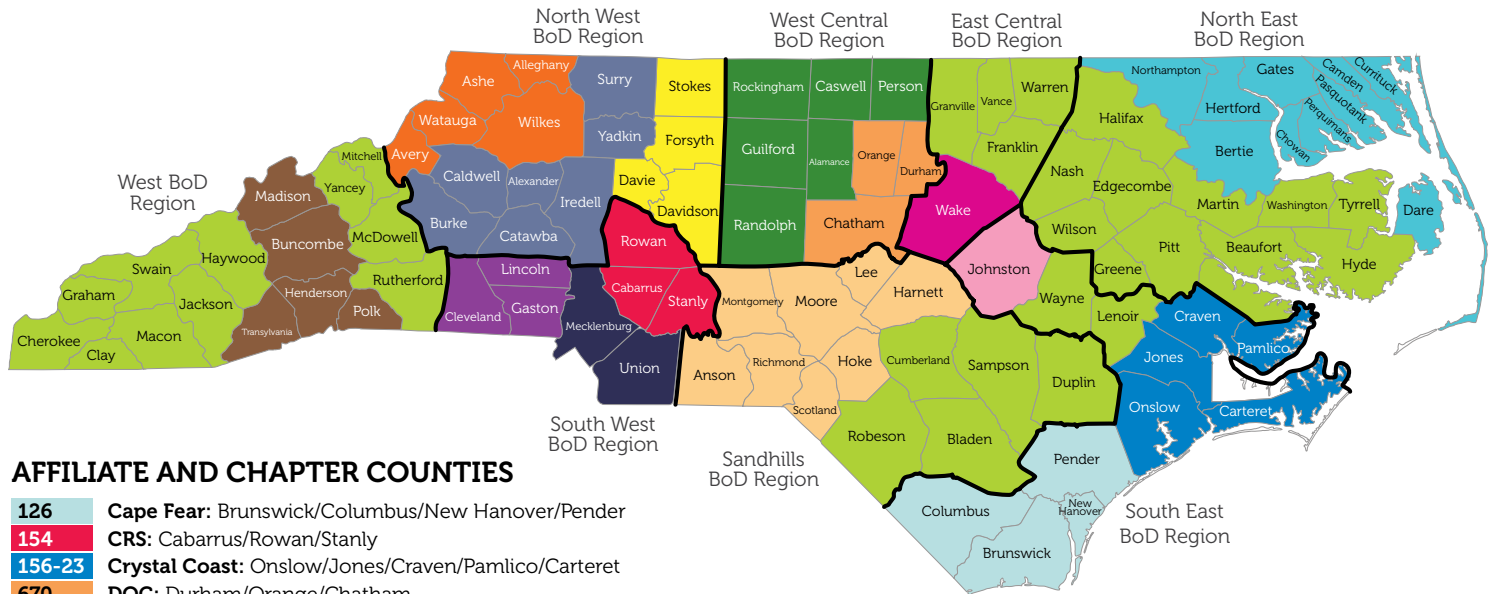 North West
BoD Region
West Central
BoD Region
East Central
BoD Region
North East
BoD Region
Alleghany
Ashe
Surry
Stokes
Rockingham
Caswell
Person
Granville
Vance
Warren
Northampton
Gates
Camden
Currituck
Pasquotank
Perquimans
Chowan
Hertford
Halifax
Watauga
Wilkes
Yadkin
Forsyth
Guilford
Alamance
Orange
Durham
Franklin
Nash
Edgecombe
Bertie
Mitchell
Avery
Caldwell
Alexander
Davie
Iredell
Davidson
West BoD
Region
Madison
Yancey
Burke
Catawba
Rowan
Randolph
Chatham
Wake
Wilson
Martin
Washington
Tyrrell
Dare
Buncombe
McDowell
Haywood
Swain
Rutherford
Lincoln
Lee
Johnston
Greene
Pitt
Beaufort
Hyde
Graham
Jackson
Henderson
Polk
Cleveland
Gaston
Cabarrus
Stanly
Montgomery
Moore
Harnett
Wayne
Lenoir
Craven
Cherokee
Macon
Transylvania
Clay
Mecklenburg
Union
Anson
Richmond
Hoke
Cumberland
Sampson
Duplin
Jones
Pamlico
Scotland
Onslow
Carteret
South West
BoD Region
Robeson
Bladen
Sandhills
BoD Region
Pender
Columbus
New
Hanover
Brunswick
South East
BoD Region
AFFILIATE AND CHAPTER COUNTIES
126 Cape Fear: Brunswick/Columbus/New Hanover/Pender
154 CRS: Cabarrus/Rowan/Stanly
156-23 Crystal Coast: Onslow/Jones/Craven/Pamlico/Carteret
670 DOC: Durham/Orange/Chatham